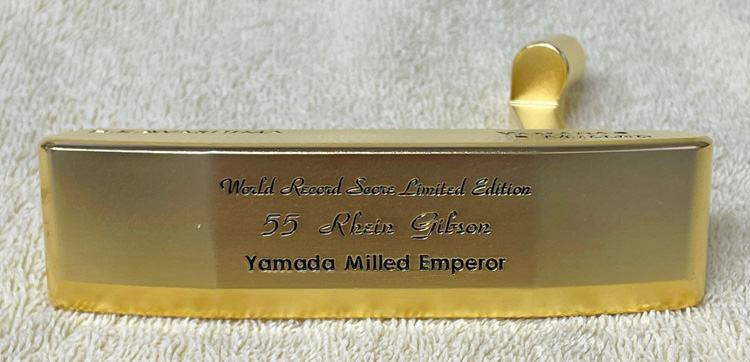 World Record Score Limited Edition
55 Rhein Gibson
Yamada Milled Emperor